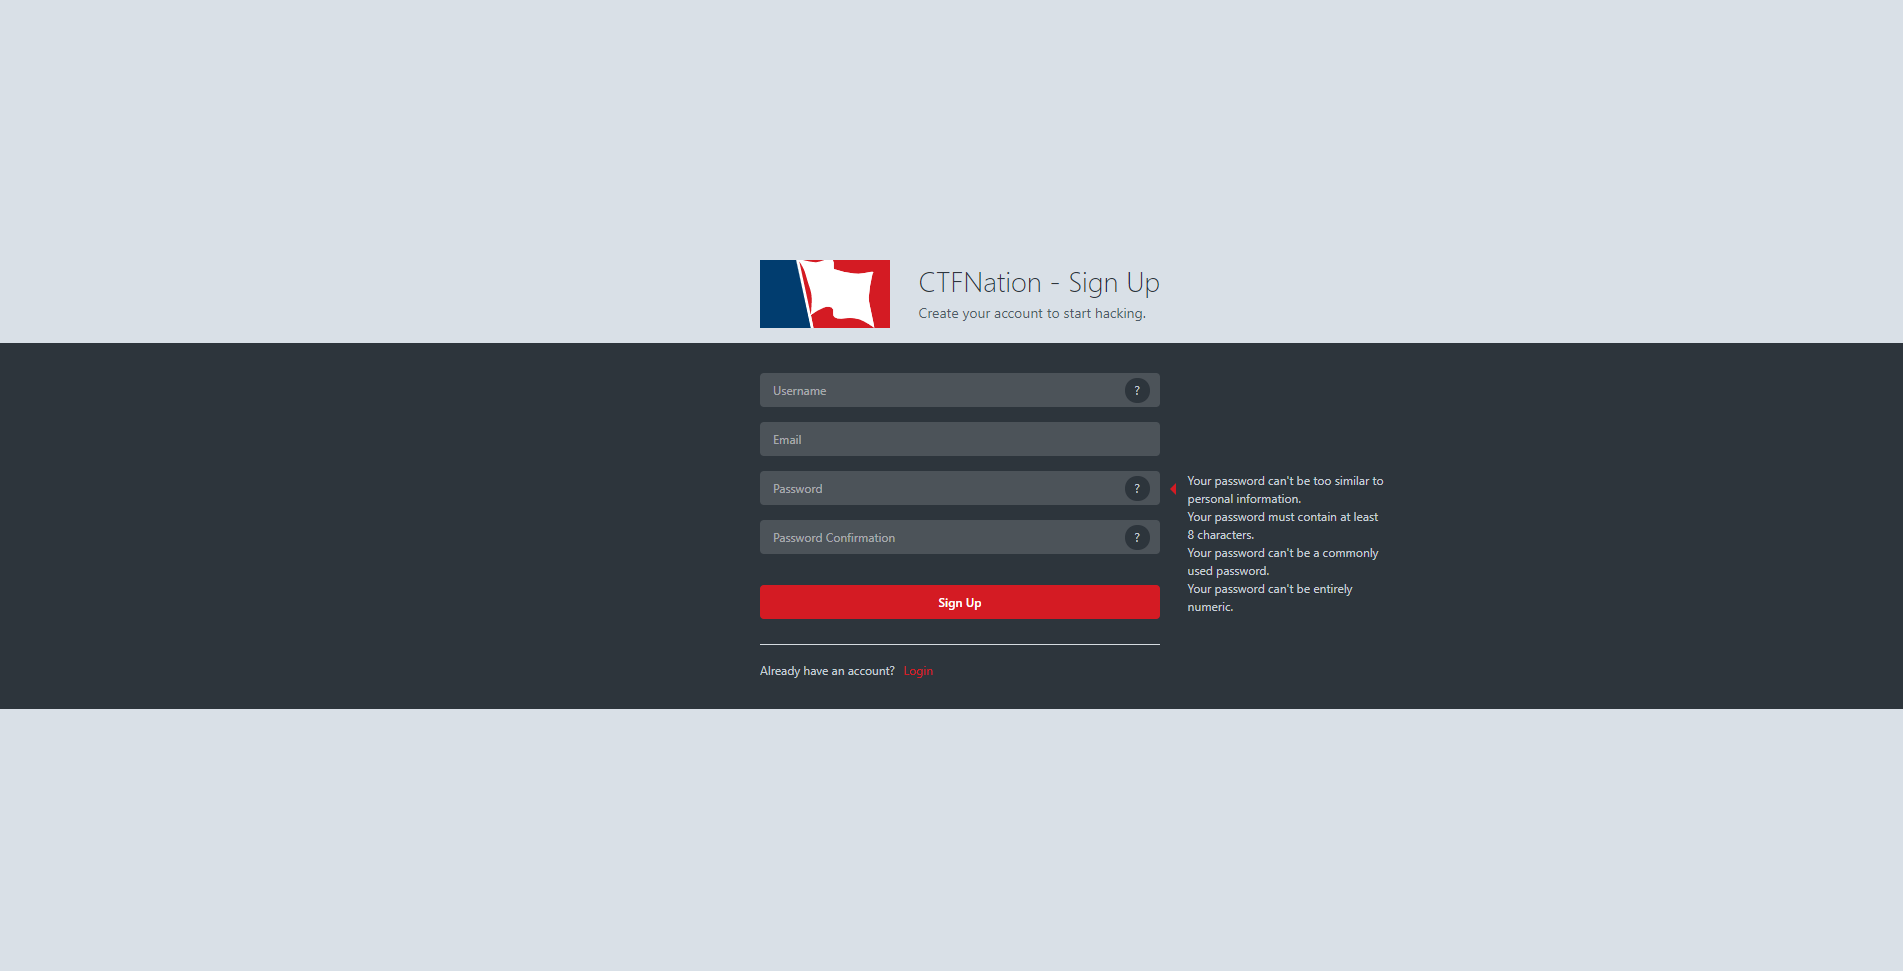 CTFNation - Sign Up
Create your account to start hacking.
Username
?
Email
Password
?
Your password can't be too similar to
personal information.
Your password must contain at least
8 characters.
Your password can't be a commonly
used password.
Your password can't be entirely
numeric.
Password Confirmation
?
Sign Up
Already have an account? Login